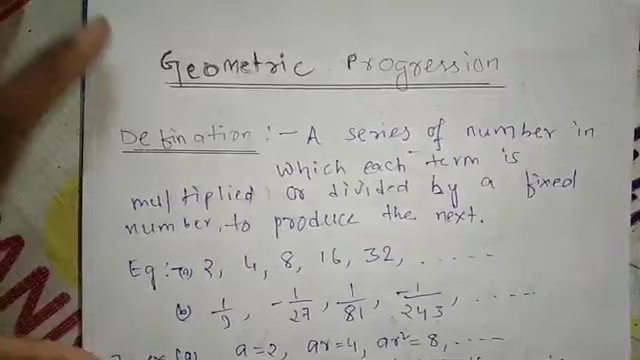 Geometric Progression
Defination :- A series of number in
which each term is
multiplied or divided by a fixed
number, to produce the next.
Eg :- (a) 2, 4, 8, 16, 32, ......
(b) 1/9, -1/27, 1/81, -1/243, ......
a=2, ar=4, ar²=8, ......